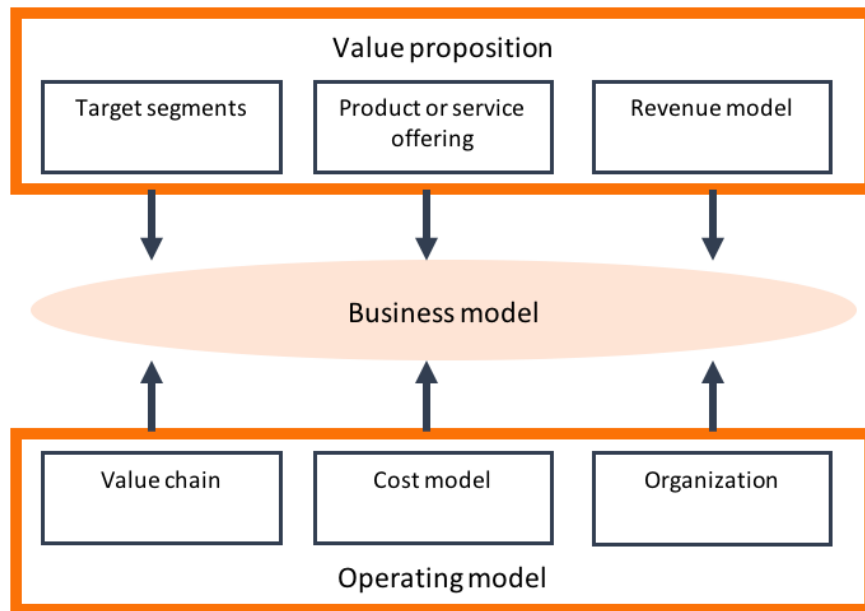 Value proposition
Target segments
Product or service
offering
Revenue model
Business model
Value chain
Cost model
Organization
Operating model